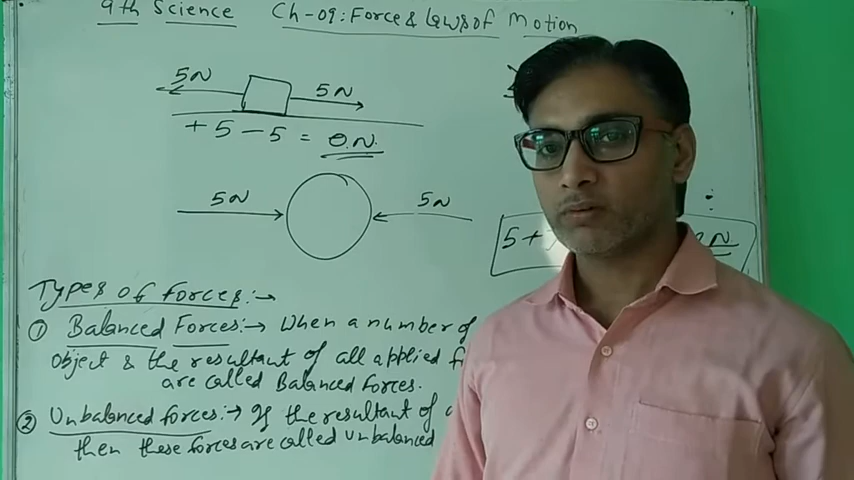 9th Science Ch-09: Force & laws of Motion
5N 5N
+5-5 = 0.N.
5N 5N
5+
N
Types of forces:→
① Balanced Forces:→ When a number of
object & the resultant of all applied f
are called Balanced forces.
② Unbalanced forces:→ If the resultant of a
then these forces are called unbalanced